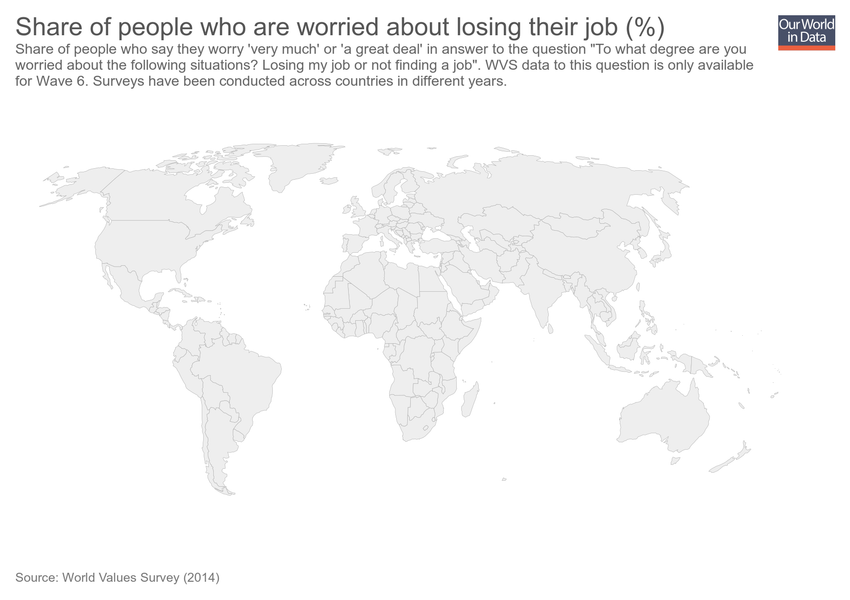 Share of people who are worried about losing their job (%)
Our World
in Data
Share of people who say they worry 'very much' or 'a great deal' in answer to the question "To what degree are you
worried about the following situations? Losing my job or not finding a job". WVS data to this question is only available
for Wave 6. Surveys have been conducted across countries in different years.
Source: World Values Survey (2014)